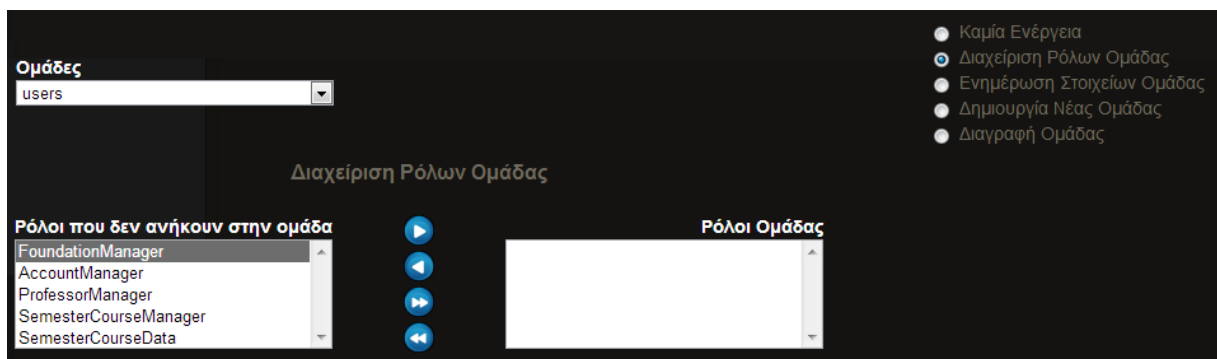 Καμία Ενέργεια
Διαχείριση Ρόλων Ομάδας
Ενημέρωση Στοιχείων Ομάδας
Δημιουργία Νέας Ομάδας
Διαγραφή Ομάδας
Ομάδες
users
Διαχείριση Ρόλων Ομάδας
Ρόλοι που δεν ανήκουν στην ομάδα
FoundationManager
AccountManager
ProfessorManager
SemesterCourseManager
SemesterCourseData
Ρόλοι Ομάδας